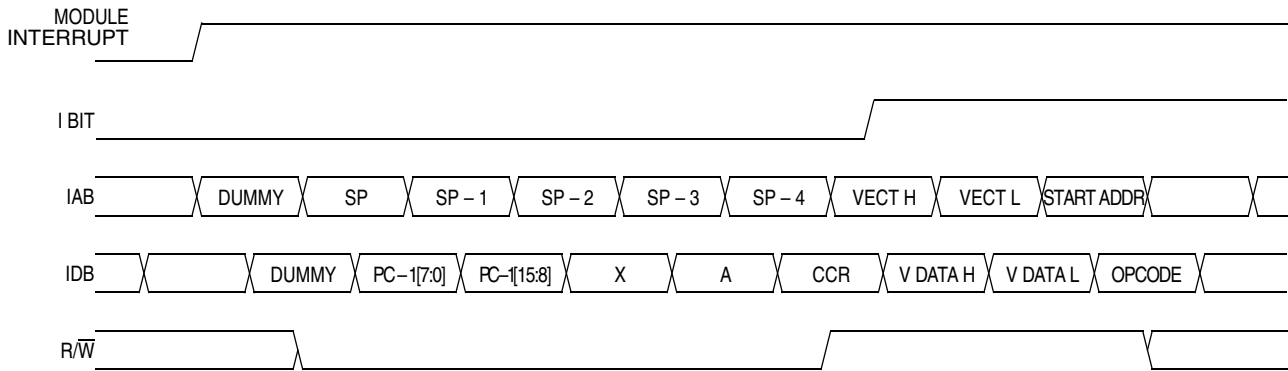 MODULE
INTERRUPT
I BIT
IAB DUMMY SP SP – 1 SP – 2 SP – 3 SP – 4 VECT H VECT L START ADDR
IDB DUMMY PC – 1[7:0] PC–1[15:8] X A CCR V DATA H V DATA L OPCODE
R/W̅